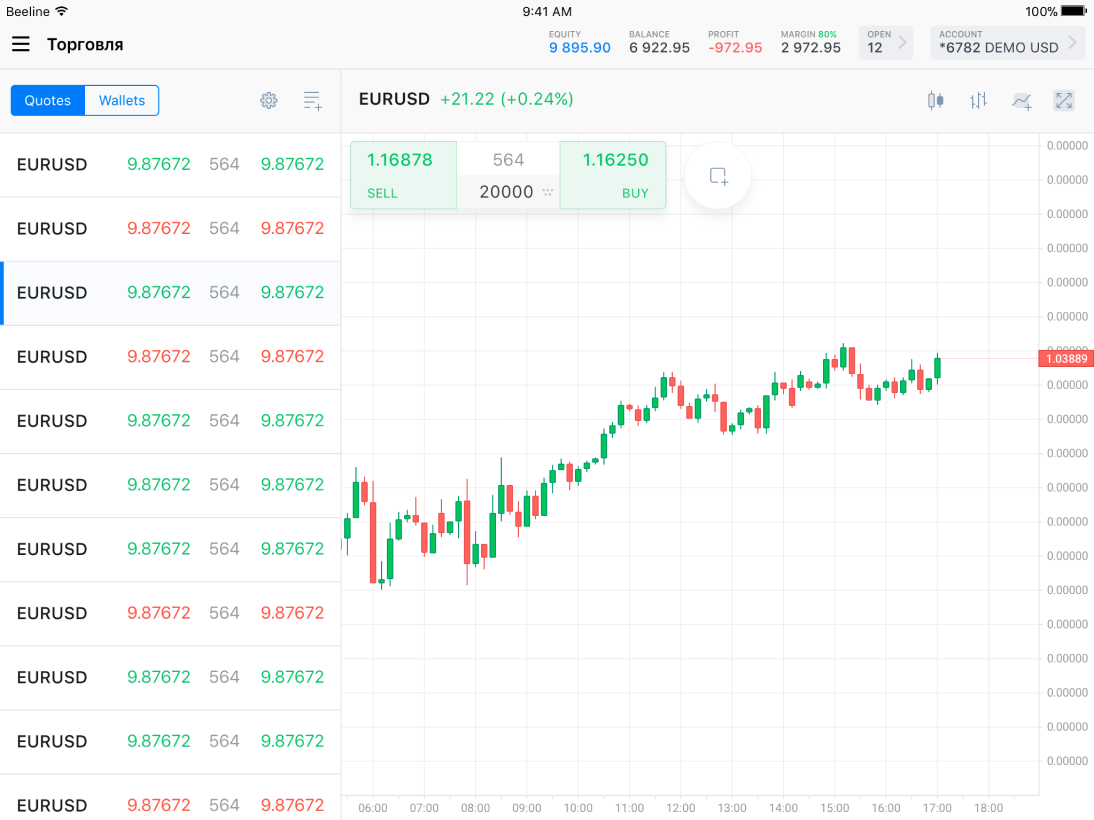 Beeline 9:41 AM 100%
Торговля
EQUITY BALANCE PROFIT MARGIN 80% OPEN ACCOUNT
9 895.90 6 922.95 -972.95 2 972.95 12 *6782 DEMO USD
Quotes Wallets
EURUSD 9.87672 564 9.87672
EURUSD 9.87672 564 9.87672
EURUSD 9.87672 564 9.87672
EURUSD 9.87672 564 9.87672
EURUSD 9.87672 564 9.87672
EURUSD 9.87672 564 9.87672
EURUSD 9.87672 564 9.87672
EURUSD 9.87672 564 9.87672
EURUSD 9.87672 564 9.87672
EURUSD 9.87672 564 9.87672
EURUSD 9.87672 564 9.87672
EURUSD +21.22 (+0.24%)
1.16878 564 1.16250
SELL 20000 BUY
0.00000
0.00000
0.00000
0.00000
0.00000
0.00000
0.00000
1.03889
0.00000
0.00000
0.00000
0.00000
0.00000
0.00000
0.00000
0.00000
0.00000
0.00000
0.00000
0.00000
06:00 07:00 08:00 09:00 10:00 11:00 12:00 13:00 14:00 15:00 16:00 17:00 18:00